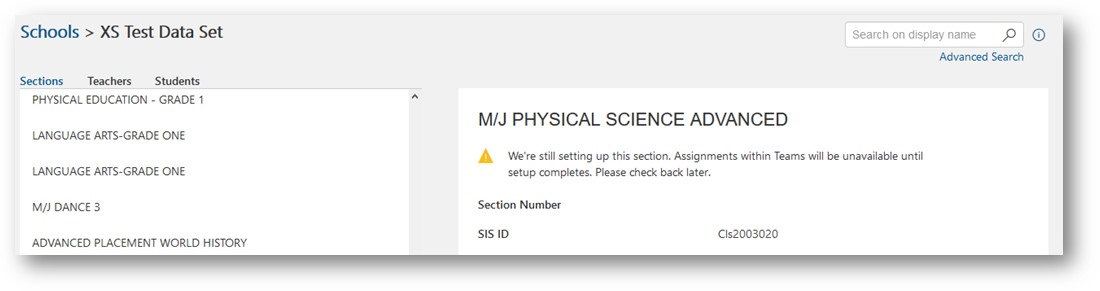 Schools > XS Test Data Set
Search on display name
Advanced Search
Sections Teachers Students
PHYSICAL EDUCATION - GRADE 1
LANGUAGE ARTS-GRADE ONE
LANGUAGE ARTS-GRADE ONE
M/J DANCE 3
ADVANCED PLACEMENT WORLD HISTORY
M/J PHYSICAL SCIENCE ADVANCED
We're still setting up this section. Assignments within Teams will be unavailable until
setup completes. Please check back later.
Section Number
SIS ID Cls2003020